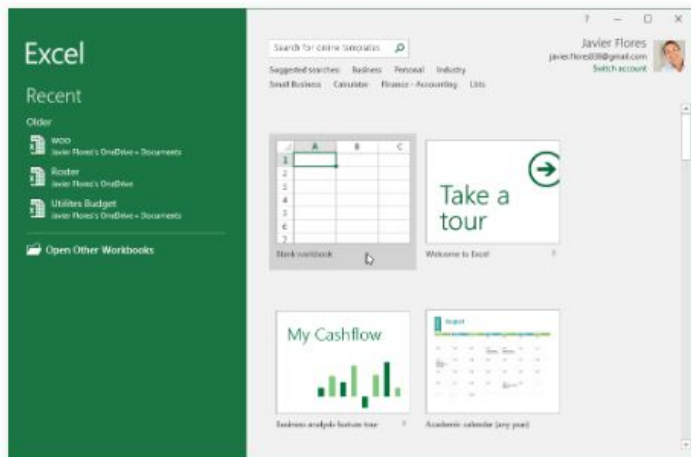 Excel
Recent
Older
woo
Javier Flores's OneDrive » Documents
Roster
Javier Flores's OneDrive
Utilites Budget
Javier Flores's OneDrive » Documents
Open Other Workbooks
?
Search for online templates
Suggested searches: Business Personal Industry
Small Business Calculator Finance - Accounting Lists
Javier Flores
Switch account
A B C
1
2
3
4
5
6
7
Blank workbook
Take a
tour
Welcome to Excel
My Cashflow
Business analysis feature tour
August
Academic calendar (any year)